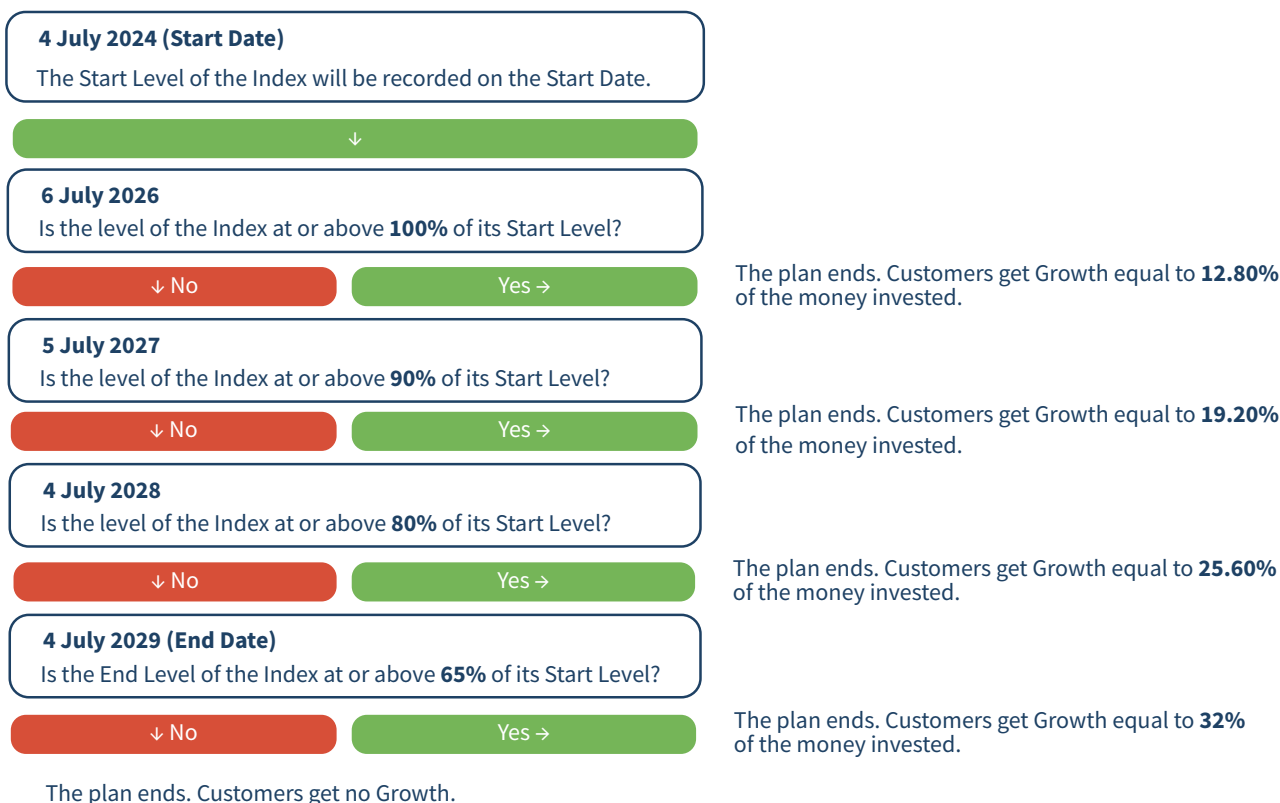 4 July 2024 (Start Date)
The Start Level of the Index will be recorded on the Start Date.
↓
6 July 2026
Is the level of the Index at or above 100% of its Start Level?
↓ No
Yes →
The plan ends. Customers get Growth equal to 12.80%
of the money invested.
5 July 2027
Is the level of the Index at or above 90% of its Start Level?
↓ No
Yes →
The plan ends. Customers get Growth equal to 19.20%
of the money invested.
4 July 2028
Is the level of the Index at or above 80% of its Start Level?
↓ No
Yes →
The plan ends. Customers get Growth equal to 25.60%
of the money invested.
4 July 2029 (End Date)
Is the End Level of the Index at or above 65% of its Start Level?
↓ No
Yes →
The plan ends. Customers get Growth equal to 32%
of the money invested.
The plan ends. Customers get no Growth.